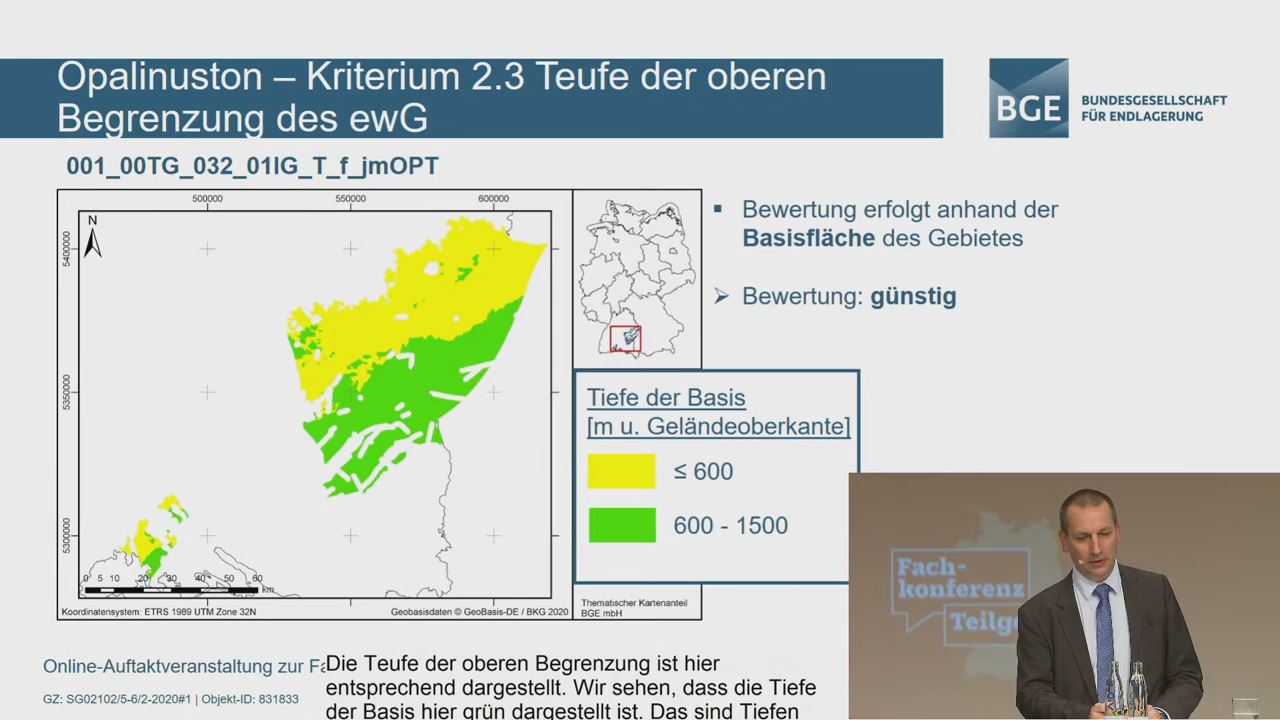 Opalinuston – Kriterium 2.3 Teufe der oberen
Begrenzung des ewG
BGE
BUNDESGESELLSCHAFT
FÜR ENDLAGERUNG
001_00TG_032_01IG_T_f_jmOPT
500000
550000
600000
N
5400000
5350000
5300000
0 5 10 20 30 40 50 60
km
Koordinatensystem: ETRS 1989 UTM Zone 32N
Geobasisdaten © GeoBasis-DE / BKG 2020
Thematischer Kartenanteil
BGE mbH
Bewertung erfolgt anhand der
Basisfläche des Gebietes
Bewertung: günstig
Tiefe der Basis
[m u. Geländeoberkante]
≤ 600
600 - 1500
Fach-
konferenz
Teilge
Online-Auftaktveranstaltung zur Fa
GZ: SG02102/5-6/2-2020#1 | Objekt-ID: 831833
Die Teufe der oberen Begrenzung ist hier
entsprechend dargestellt. Wir sehen, dass die Tiefe
der Basis hier grün dargestellt ist. Das sind Tiefen